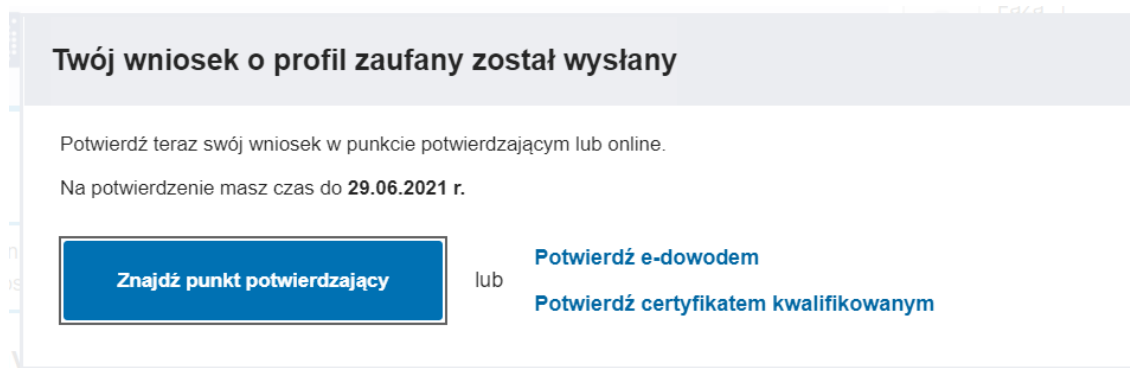 Twój wniosek o profil zaufany został wysłany
Potwierdź teraz swój wniosek w punkcie potwierdzającym lub online.
Na potwierdzenie masz czas do 29.06.2021 r.
Znajdź punkt potwierdzający
lub
Potwierdź e-dowodem
Potwierdź certyfikatem kwalifikowanym